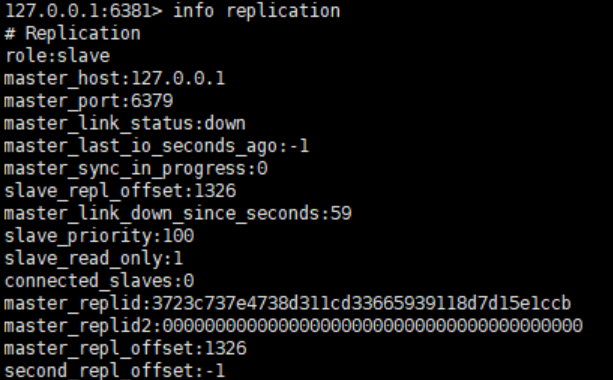 127.0.0.1:6381> info replication
# Replication
role:slave
master_host:127.0.0.1
master_port:6379
master_link_status:down
master_last_io_seconds_ago:-1
master_sync_in_progress:0
slave_repl_offset:1326
master_link_down_since_seconds:59
slave_priority:100
slave_read_only:1
connected_slaves:0
master_replid:3723c737e4738d311cd33665939118d7d15e1ccb
master_replid2:0000000000000000000000000000000000000000
master_repl_offset:1326
second_repl_offset:-1